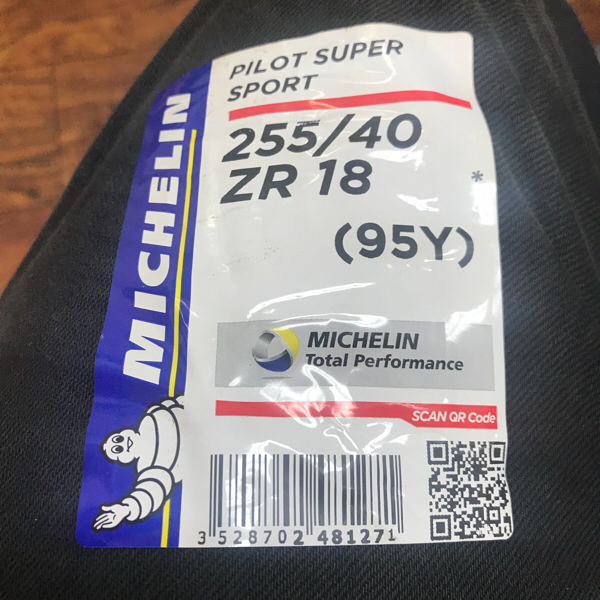 MICHELIN
PILOT SUPER
SPORT
255/40
ZR 18
*
(95Y)
MICHELIN
Total Performance
SCAN QR Code
3 528702 481271